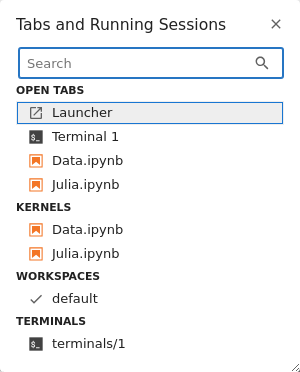 Tabs and Running Sessions
Search
OPEN TABS
Launcher
Terminal 1
Data.ipynb
Julia.ipynb
KERNELS
Data.ipynb
Julia.ipynb
WORKSPACES
default
TERMINALS
terminals/1